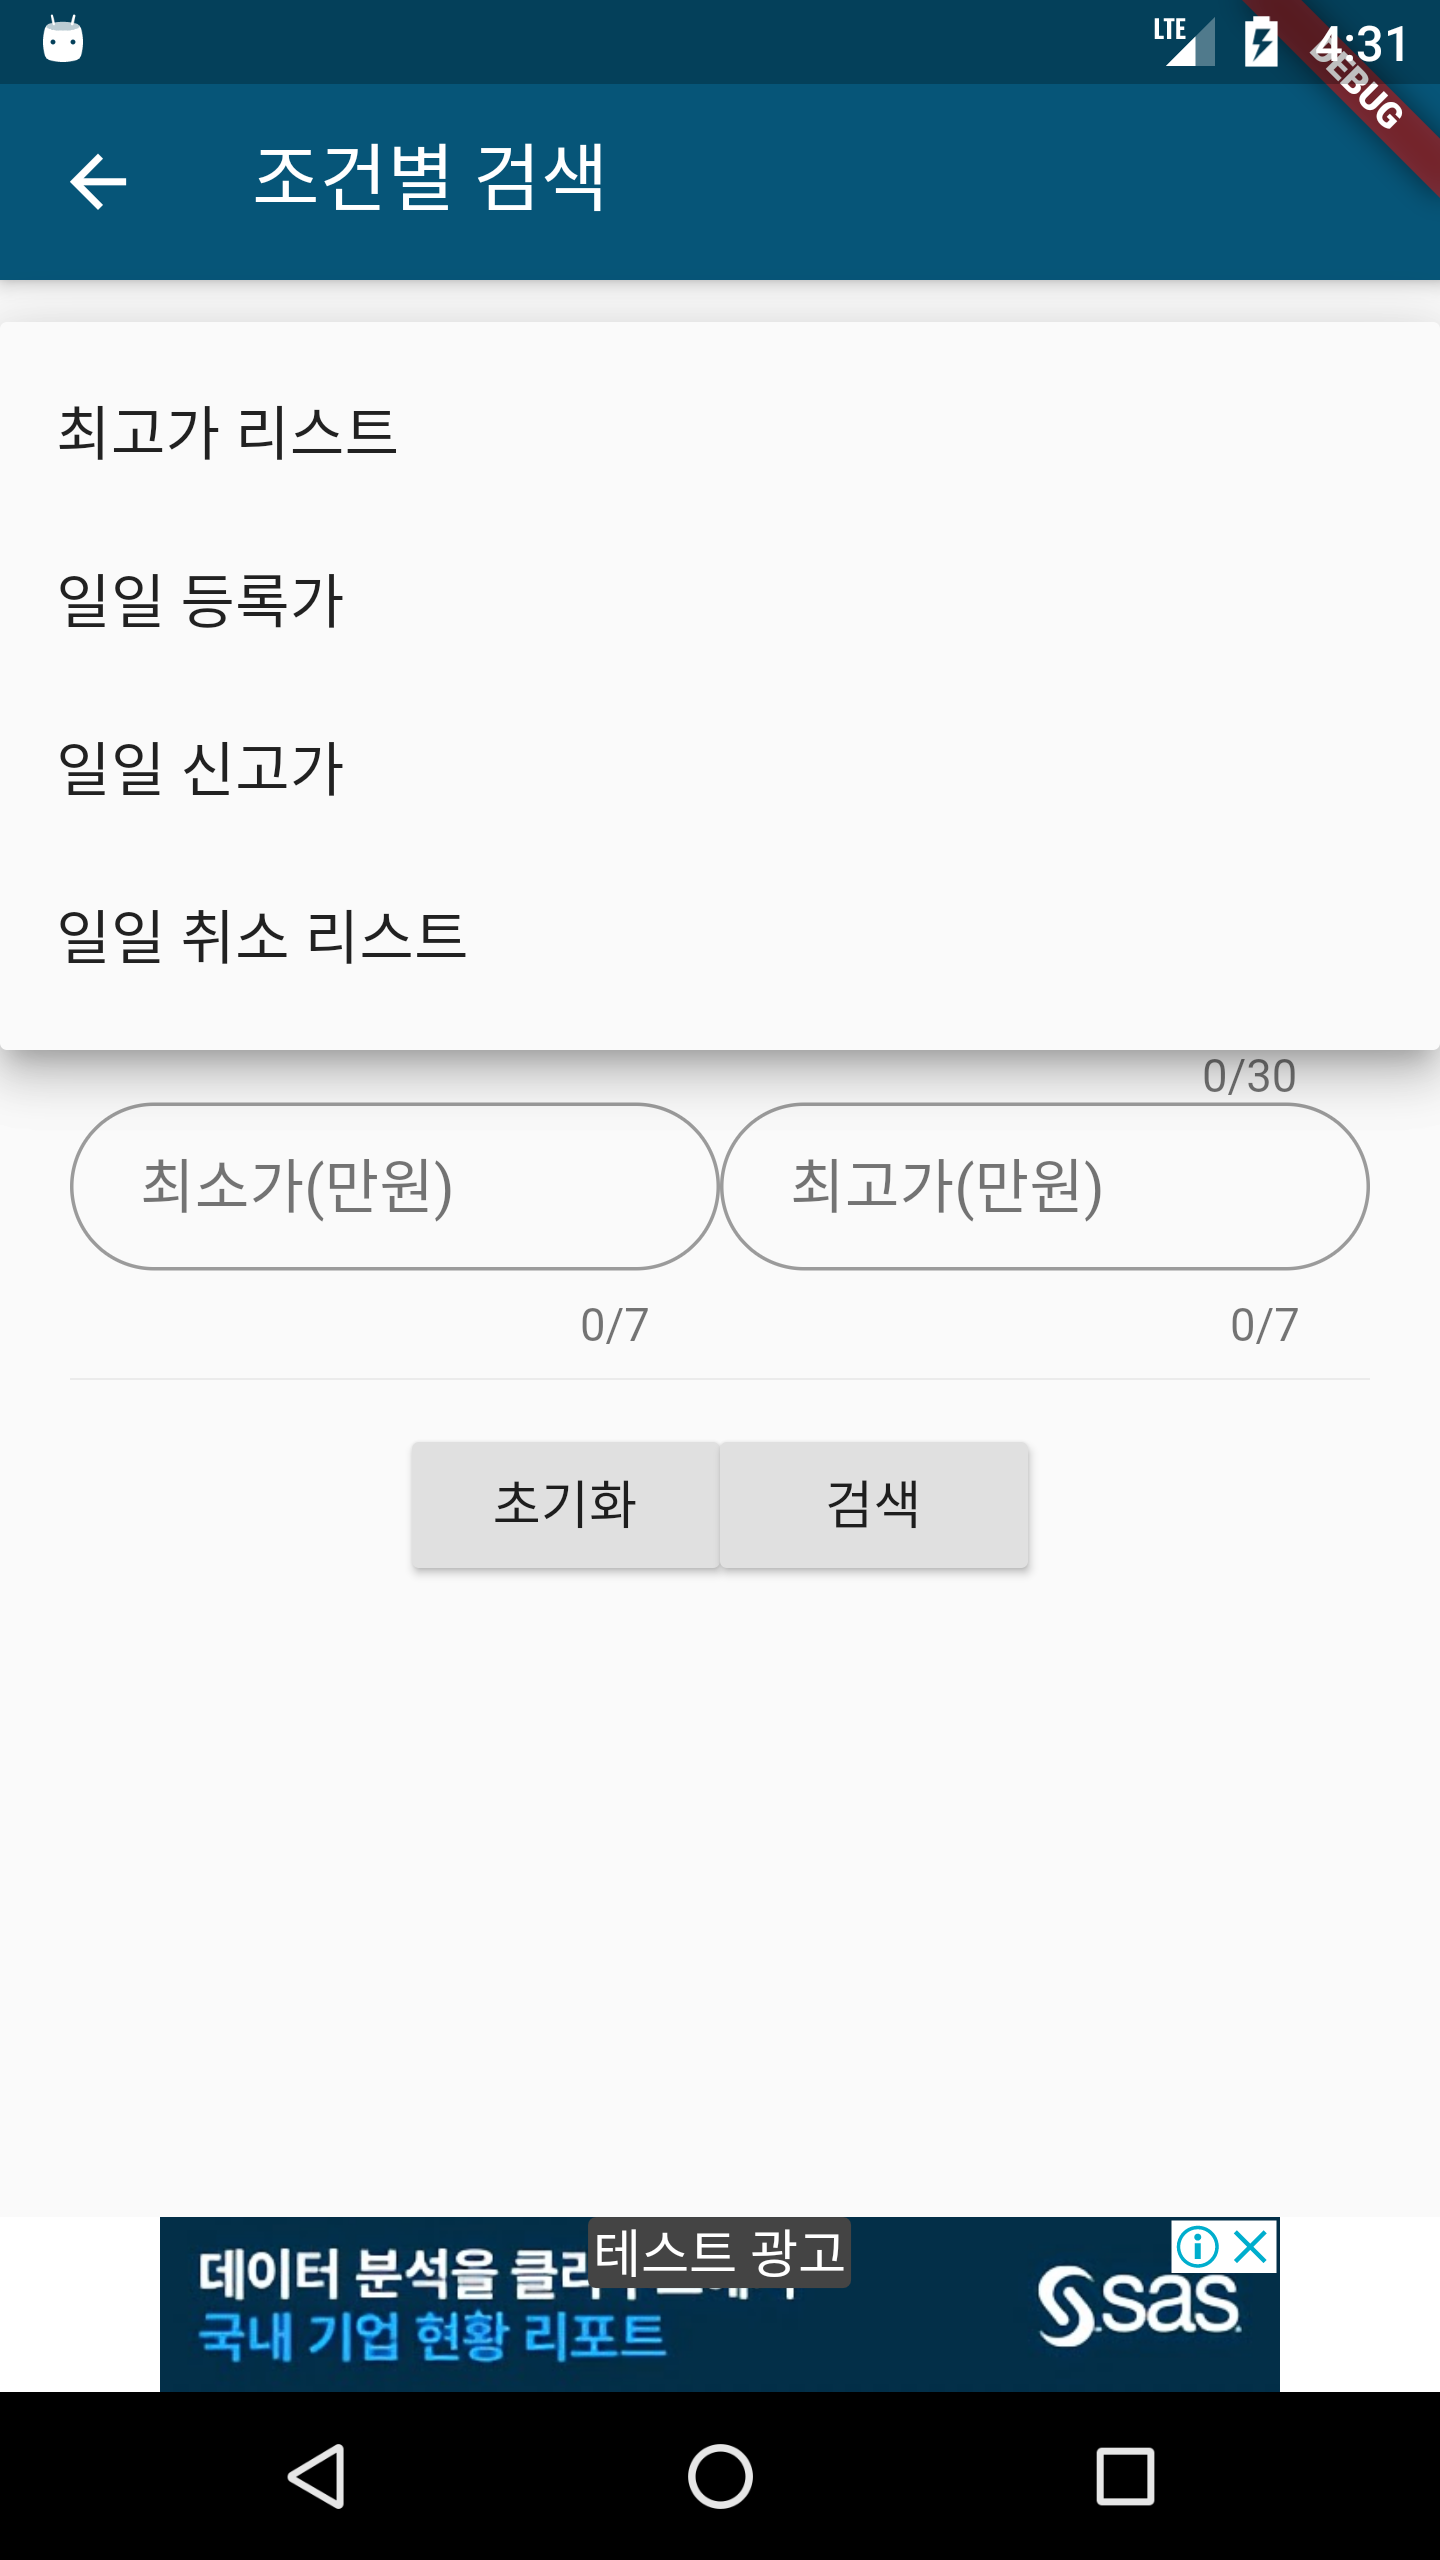 LTE 4:31
DEBUG
조건별 검색
최고가 리스트
일일 등록가
일일 신고가
일일 취소 리스트
0/30
최소가(만원) 최고가(만원)
0/7 0/7
초기화 검색
테스트 광고
데이터 분석을
국내 기업 현황 리포트
sas